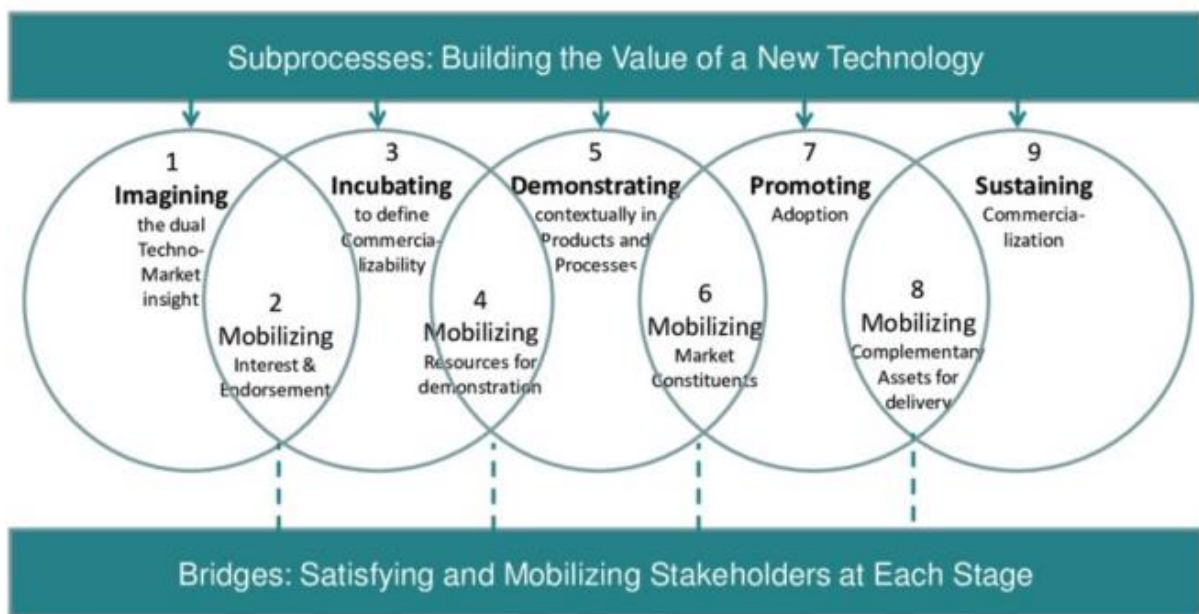 Subprocesses: Building the Value of a New Technology
1
Imagining
the dual
Techno-
Market
insight
2
Mobilizing
Interest &
Endorsement
3
Incubating
to define
Commercia-
lizability
4
Mobilizing
Resources for
demonstration
5
Demonstrating
contextually in
Products and
Processes
6
Mobilizing
Market
Constituents
7
Promoting
Adoption
8
Mobilizing
Complementary
Assets for
delivery
9
Sustaining
Commercia-
lization
Bridges: Satisfying and Mobilizing Stakeholders at Each Stage